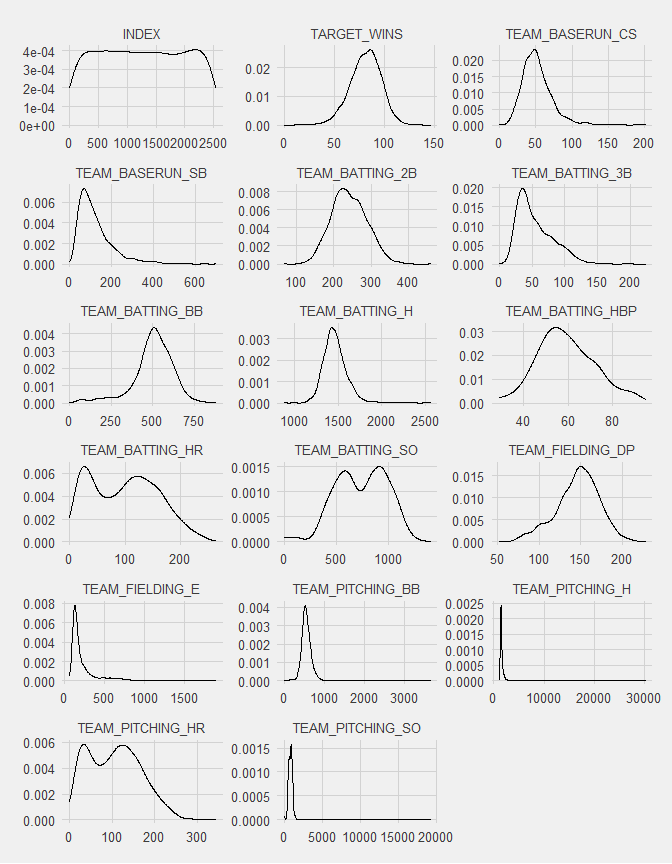 INDEX TARGET_WINS TEAM_BASERUN_CS
4e-04
3e-04
2e-04
1e-04
0e+00
0 500 1000 1500 2000 2500
0.02
0.01
0.00
0 50 100 150
0.020
0.015
0.010
0.005
0.000
0 50 100 150 200
TEAM_BASERUN_SB TEAM_BATTING_2B TEAM_BATTING_3B
0.006
0.004
0.002
0.000
0 200 400 600
0.008
0.006
0.004
0.002
0.000
100 200 300 400
0.020
0.015
0.010
0.005
0.000
0 50 100 150 200
TEAM_BATTING_BB TEAM_BATTING_H TEAM_BATTING_HBP
0.004
0.003
0.002
0.001
0.000
0 250 500 750
0.003
0.002
0.001
0.000
1000 1500 2000 2500
0.03
0.02
0.01
0.00
40 60 80
TEAM_BATTING_HR TEAM_BATTING_SO TEAM_FIELDING_DP
0.006
0.004
0.002
0.000
0 100 200
0.0015
0.0010
0.0005
0.0000
0 500 1000
0.015
0.010
0.005
0.000
50 100 150 200
TEAM_FIELDING_E TEAM_PITCHING_BB TEAM_PITCHING_H
0.008
0.006
0.004
0.002
0.000
0 500 1000 1500
0.004
0.003
0.002
0.001
0.000
0 1000 2000 3000
0.0025
0.0020
0.0015
0.0010
0.0005
0.0000
0 10000 20000 30000
TEAM_PITCHING_HR TEAM_PITCHING_SO
0.006
0.004
0.002
0.000
0 100 200 300
0.0015
0.0010
0.0005
0.0000
0 5000 10000 15000 20000